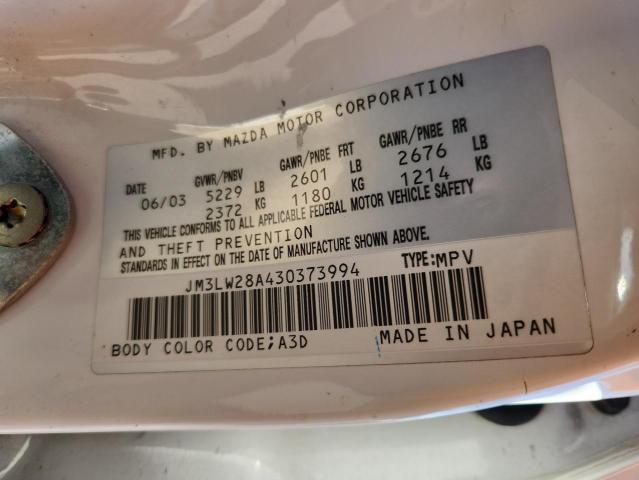 MFD. BY MAZDA MOTOR CORPORATION
DATE GVWR/PNBV GAWR/PNBE FRT GAWR/PNBE RR
06/03 5229 LB 2601 LB 2676 LB
2372 KG 1180 KG 1214 KG
THIS VEHICLE CONFORMS TO ALL APPLICABLE FEDERAL MOTOR VEHICLE SAFETY
AND THEFT PREVENTION
STANDARDS IN EFFECT ON THE DATE OF MANUFACTURE SHOWN ABOVE.
JM3LW28A430373994 TYPE:MPV
BODY COLOR CODE;A3D MADE IN JAPAN